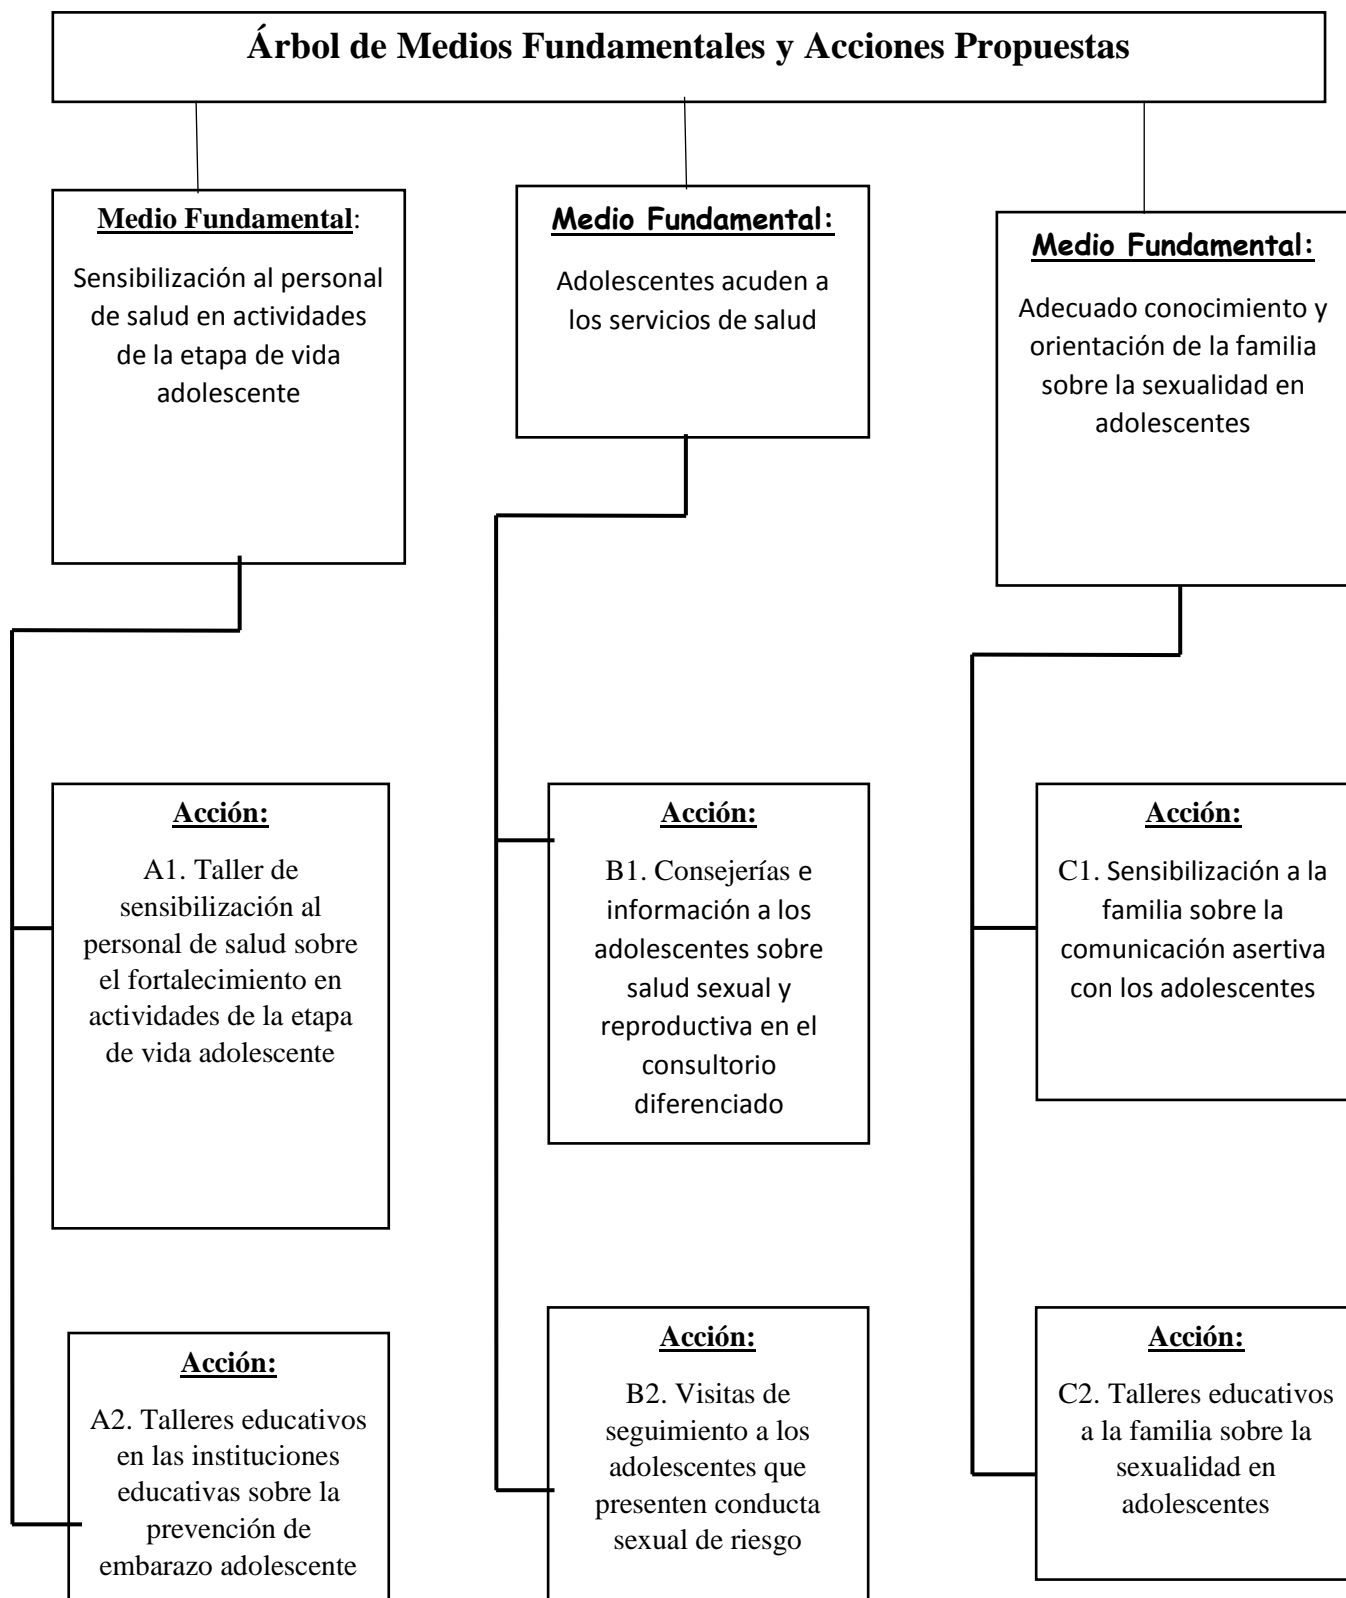 Árbol de Medios Fundamentales y Acciones Propuestas
Medio Fundamental:
Sensibilización al personal
de salud en actividades
de la etapa de vida
adolescente
Medio Fundamental:
Adolescentes acuden a
los servicios de salud
Medio Fundamental:
Adecuado conocimiento y
orientación de la familia
sobre la sexualidad en
adolescentes
Acción:
A1. Taller de
sensibilización al
personal de salud sobre
el fortalecimiento en
actividades de la etapa
de vida adolescente
Acción:
B1. Consejerías e
información a los
adolescentes sobre
salud sexual y
reproductiva en el
consultorio
diferenciado
Acción:
C1. Sensibilización a la
familia sobre la
comunicación asertiva
con los adolescentes
Acción:
A2. Talleres educativos
en las instituciones
educativas sobre la
prevención de
embarazo adolescente
Acción:
B2. Visitas de
seguimiento a los
adolescentes que
presenten conducta
sexual de riesgo
Acción:
C2. Talleres educativos
a la familia sobre la
sexualidad en
adolescentes